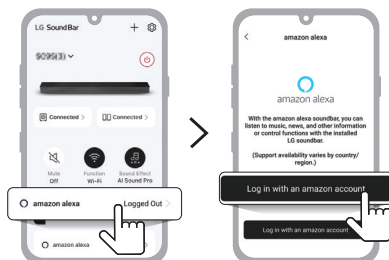 LG Sound Bar
Connected >
Connected >
Mute
Off
Function
Wi-Fi
Sound Effect
AI Sound Pro
amazon alexa
Logged Out >
amazon alexa
amazon alexa
amazon alexa
With the amazon alexa soundbar, you can
listen to music, news, and other information
or control functions with the installed
LG soundbar.
(Support availability varies by country/
region.)
Log in with an amazon account
Log in with an amazon account